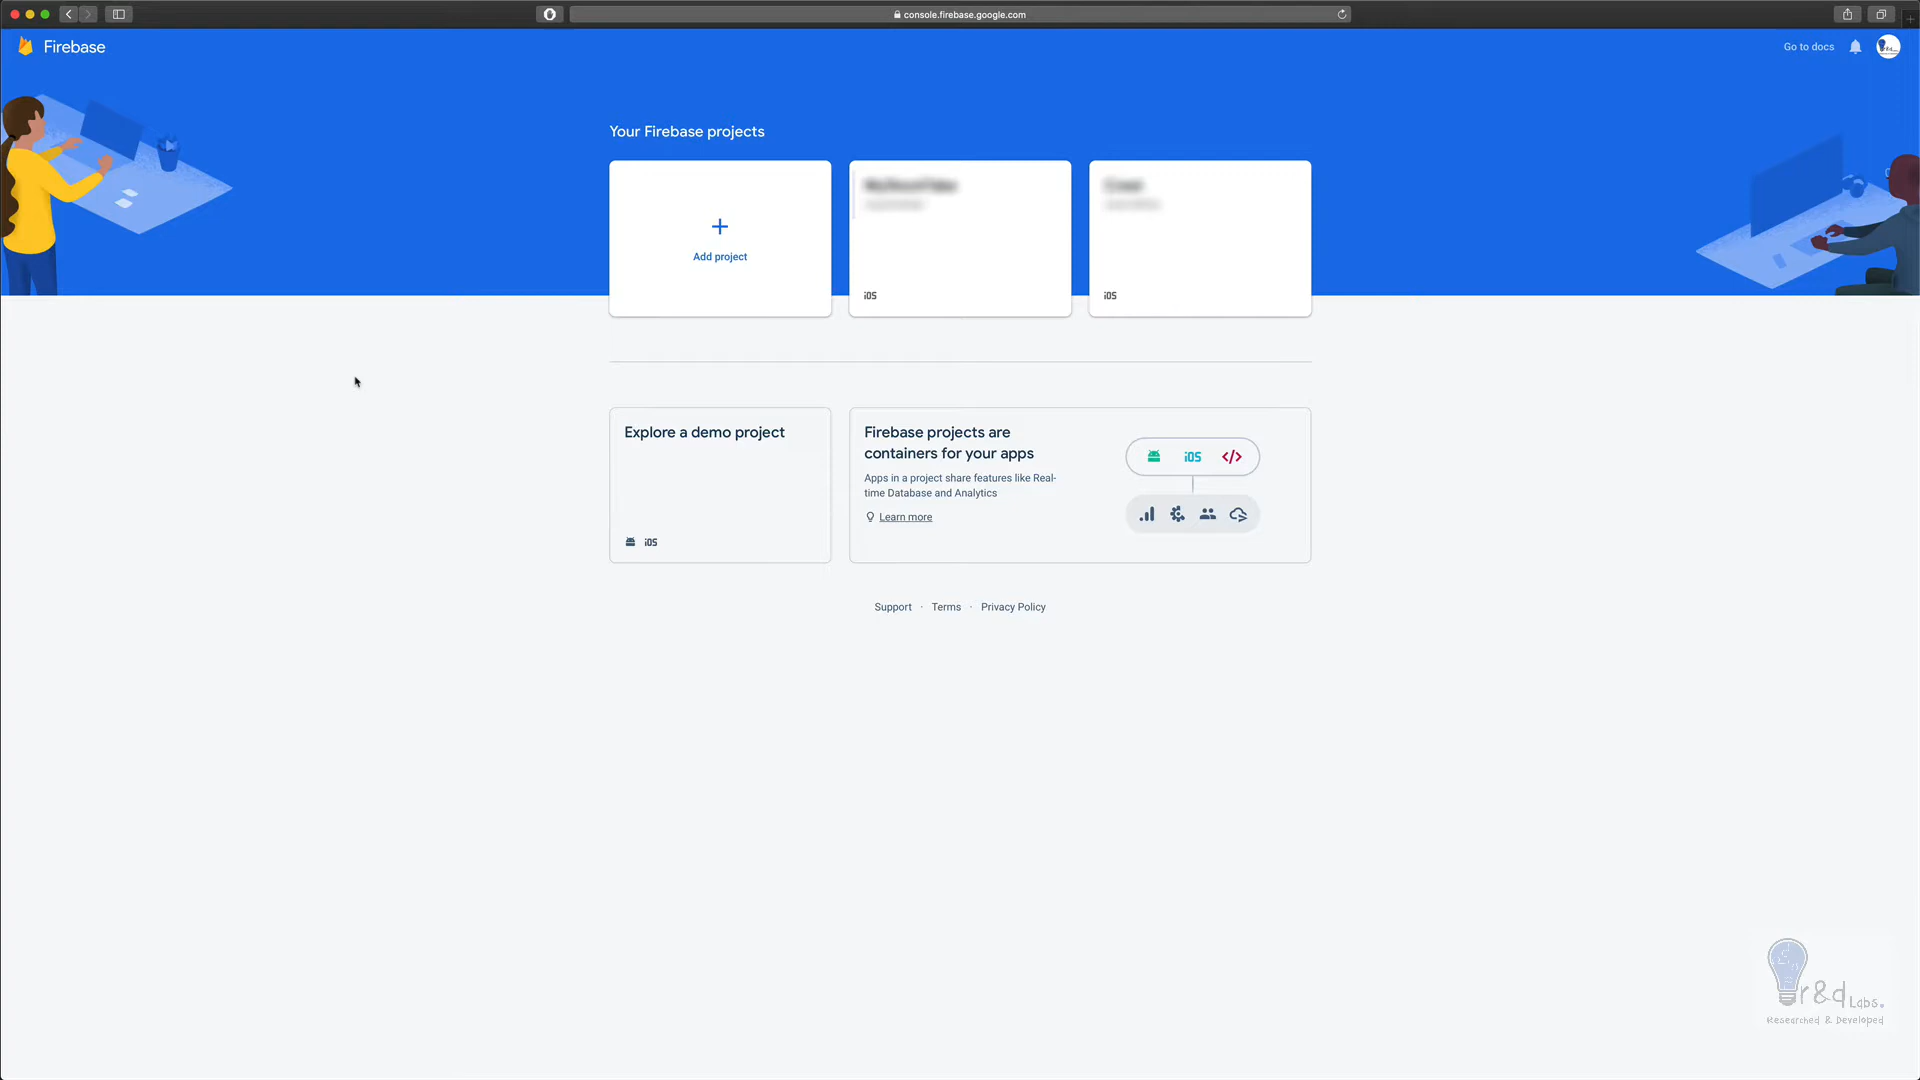 console.firebase.google.com
Firebase
Go to docs
Your Firebase projects
Add project
iOS
iOS
Explore a demo project
iOS
Firebase projects are
containers for your apps
Apps in a project share features like Real-
time Database and Analytics
Learn more
iOS
</>
Support · Terms · Privacy Policy
r&d Labs.
Researched & Developed